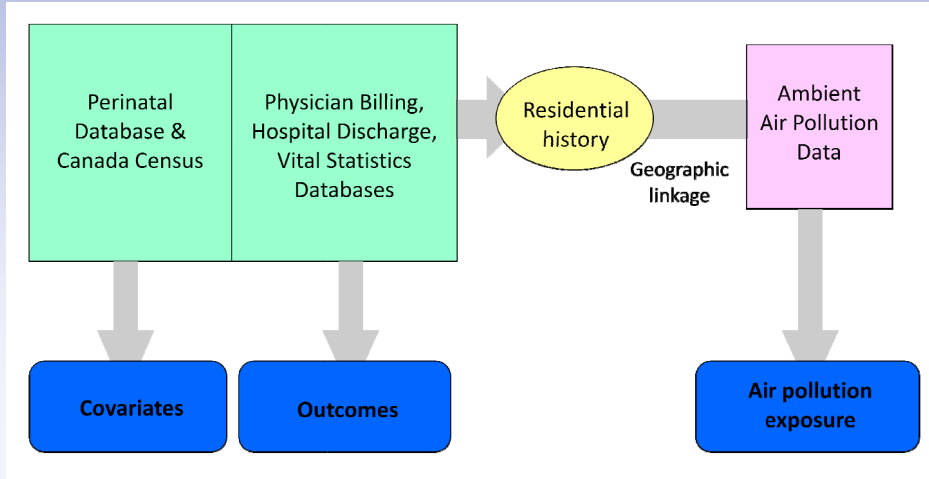 Perinatal
Database &
Canada Census
Physician Billing,
Hospital Discharge,
Vital Statistics
Databases
Residential
history
Geographic
linkage
Ambient
Air Pollution
Data
Covariates
Outcomes
Air pollution
exposure